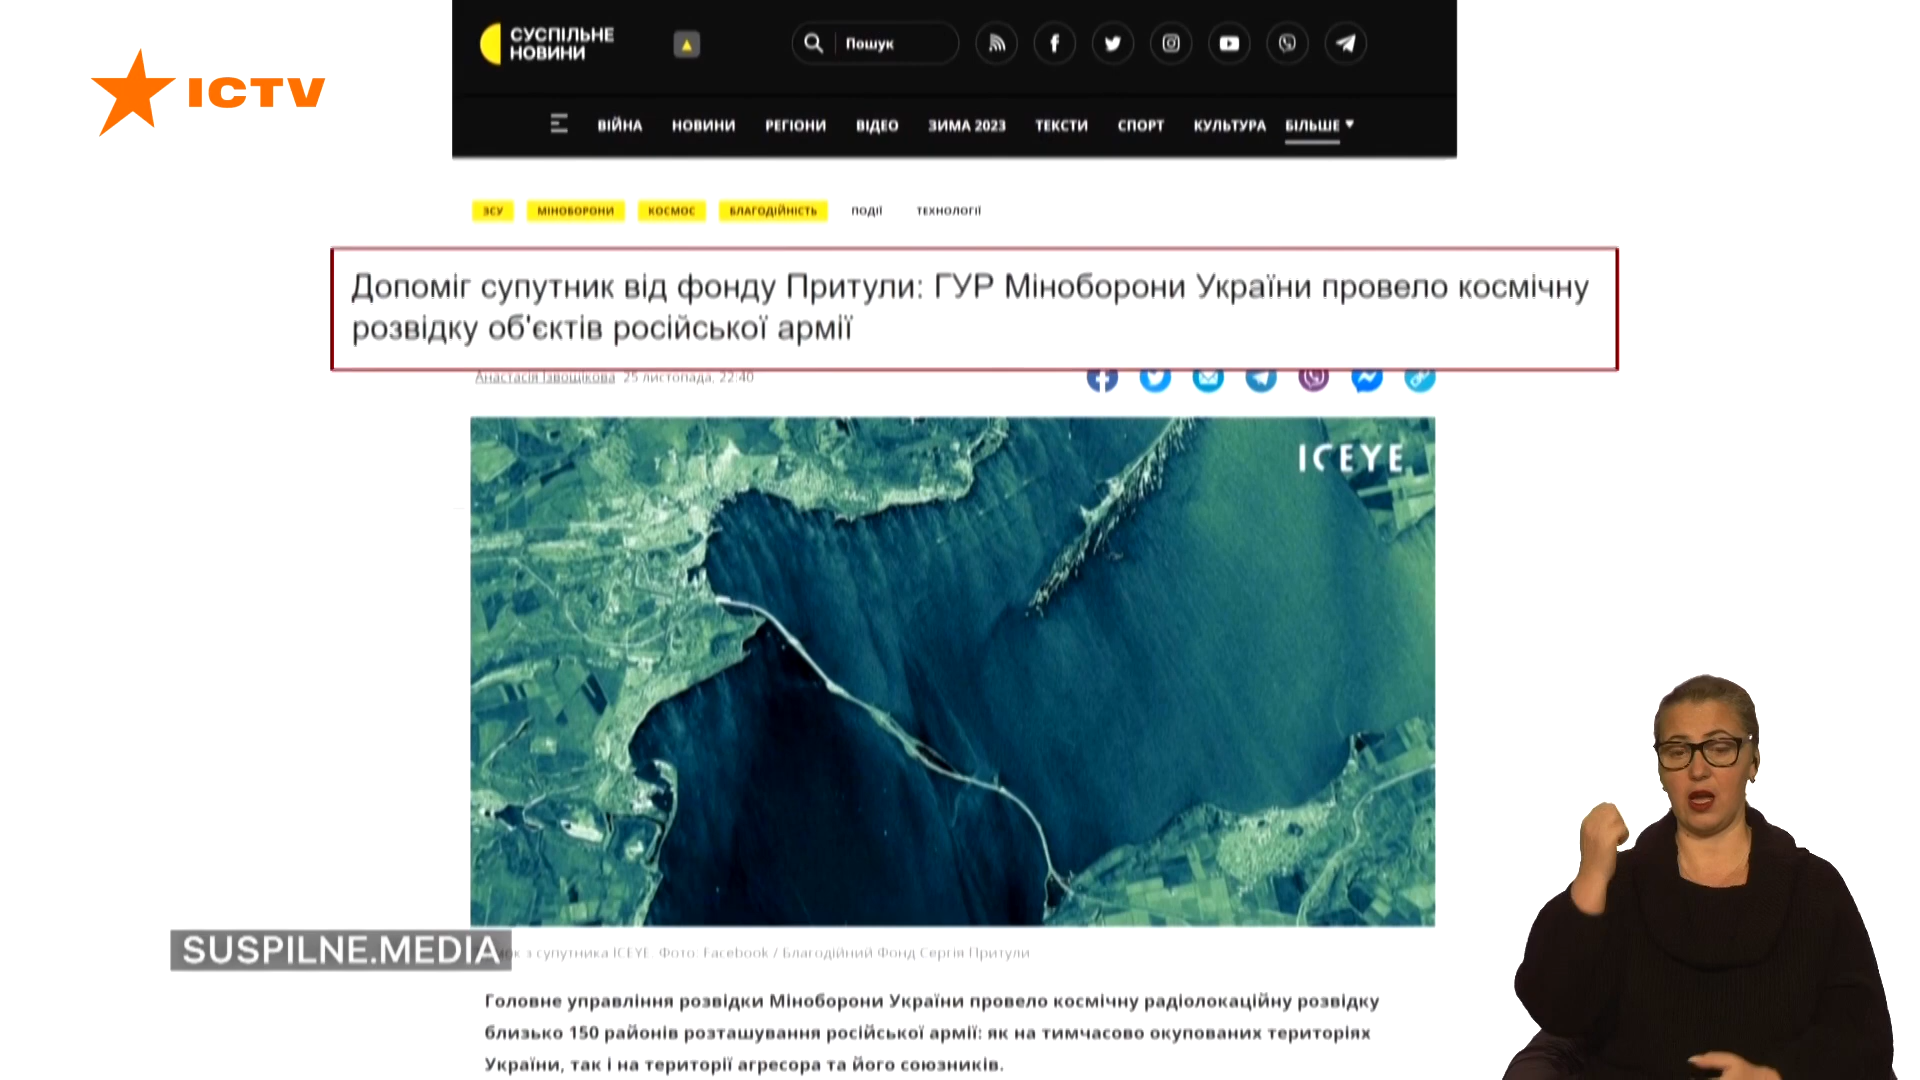 СУСПІЛЬНЕ
НОВИНИ
Пошук
ICTV
ВІЙНА НОВИНИ РЕГІОНИ ВІДЕО ЗИМА 2023 ТЕКСТИ СПОРТ КУЛЬТУРА БІЛЬШЕ
ЗСУ МІНОБОРОНИ КОСМОС БЛАГОДІЙНІСТЬ ПОДІЇ ТЕХНОЛОГІЇ
Допоміг супутник від фонду Притули: ГУР Міноборони України провело космічну
розвідку об'єктів російської армії
Анастасія Ізвощікова 25 листопада, 22:40
ICEYE
SUSPILNE.MEDIA
з супутника ICEYE. Фото: Facebook / Благодійний Фонд Сергія Притули
Головне управління розвідки Міноборони України провело космічну радіолокаційну розвідку
близько 150 районів розташування російської армії: як на тимчасово окупованих територіях
України, так і на території агресора та його союзників.